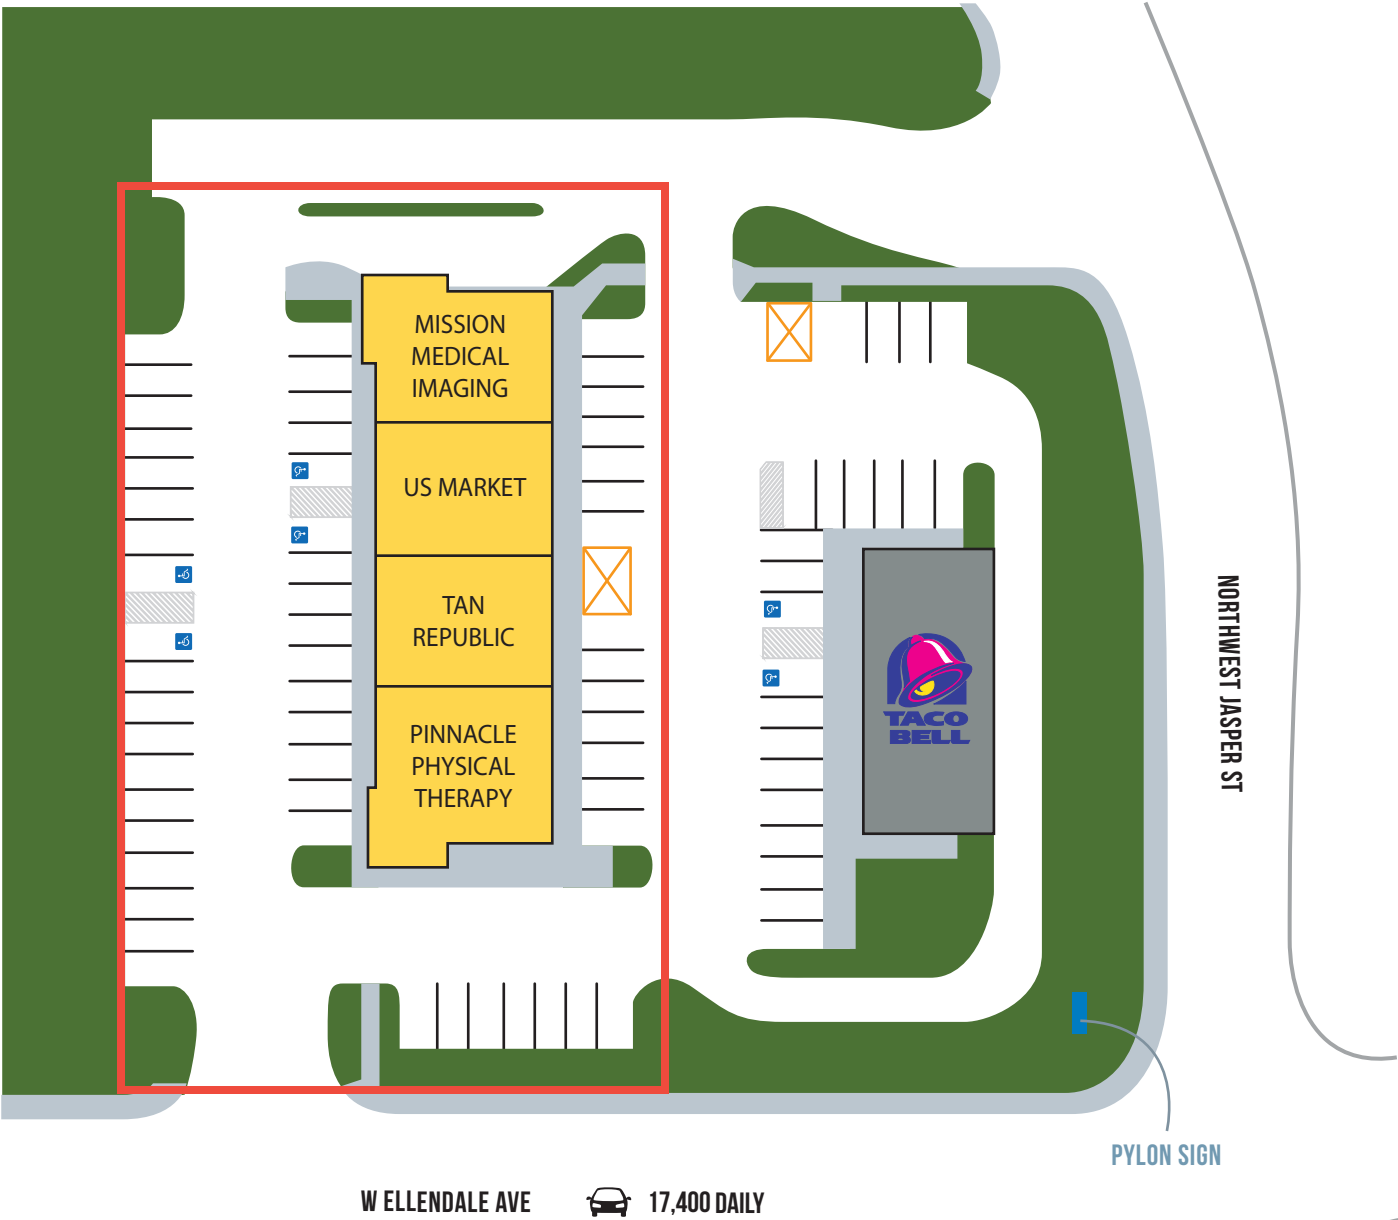 MISSION
MEDICAL
IMAGING
US MARKET
TAN
REPUBLIC
PINNACLE
PHYSICAL
THERAPY
TACO
BELL
NORTHWEST JASPER ST
PYLON SIGN
W ELLENDALE AVE
17,400 DAILY